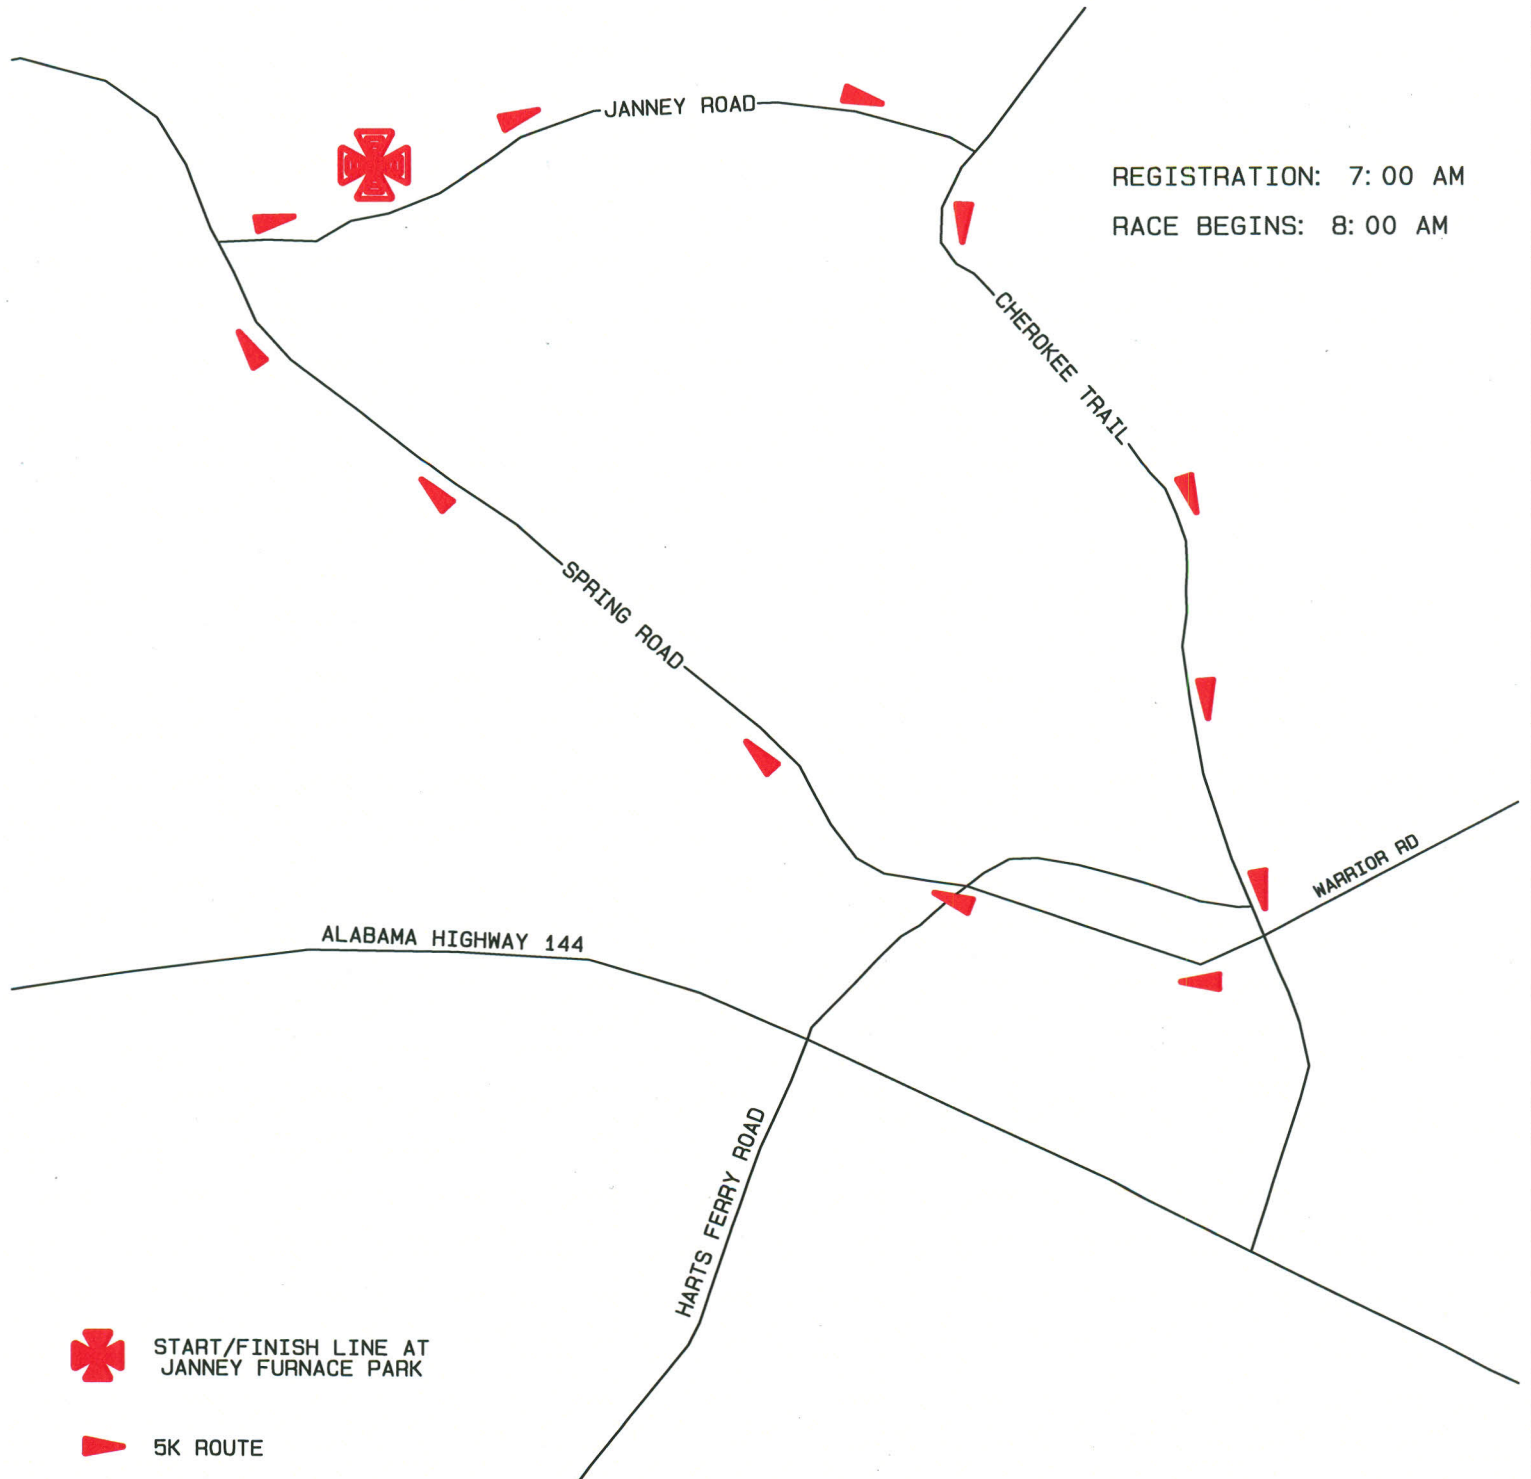 JANNEY ROAD
REGISTRATION: 7:00 AM
RACE BEGINS: 8:00 AM
CHEROKEE TRAIL
SPRING ROAD
WARRIOR RD
ALABAMA HIGHWAY 144
HARTS FERRY ROAD
START/FINISH LINE AT
JANNEY FURNACE PARK
5K ROUTE